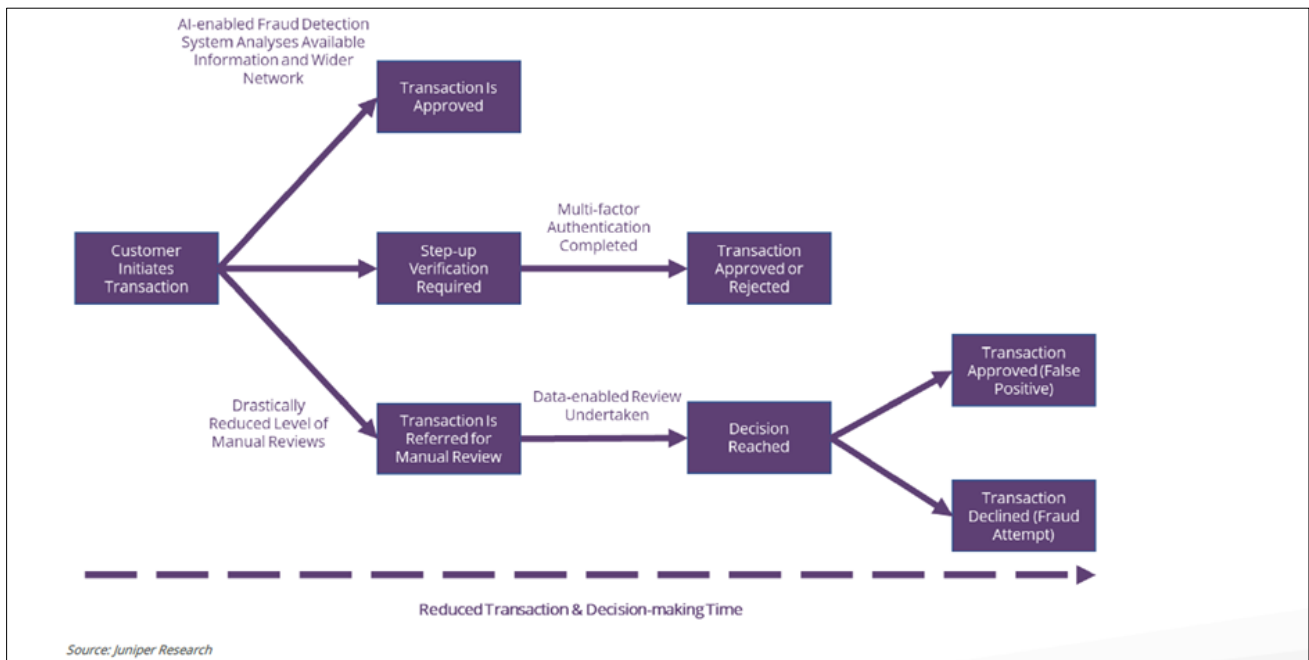 AI-enabled Fraud Detection
System Analyses Available
Information and Wider
Network
Transaction Is
Approved
Customer
Initiates
Transaction
Step-up
Verification
Required
Multi-factor
Authentication
Completed
Transaction
Approved or
Rejected
Drastically
Reduced Level of
Manual Reviews
Transaction Is
Referred for
Manual Review
Data-enabled Review
Undertaken
Decision
Reached
Transaction
Approved (False
Positive)
Transaction
Declined (Fraud
Attempt)
Reduced Transaction & Decision-making Time
Source: Juniper Research